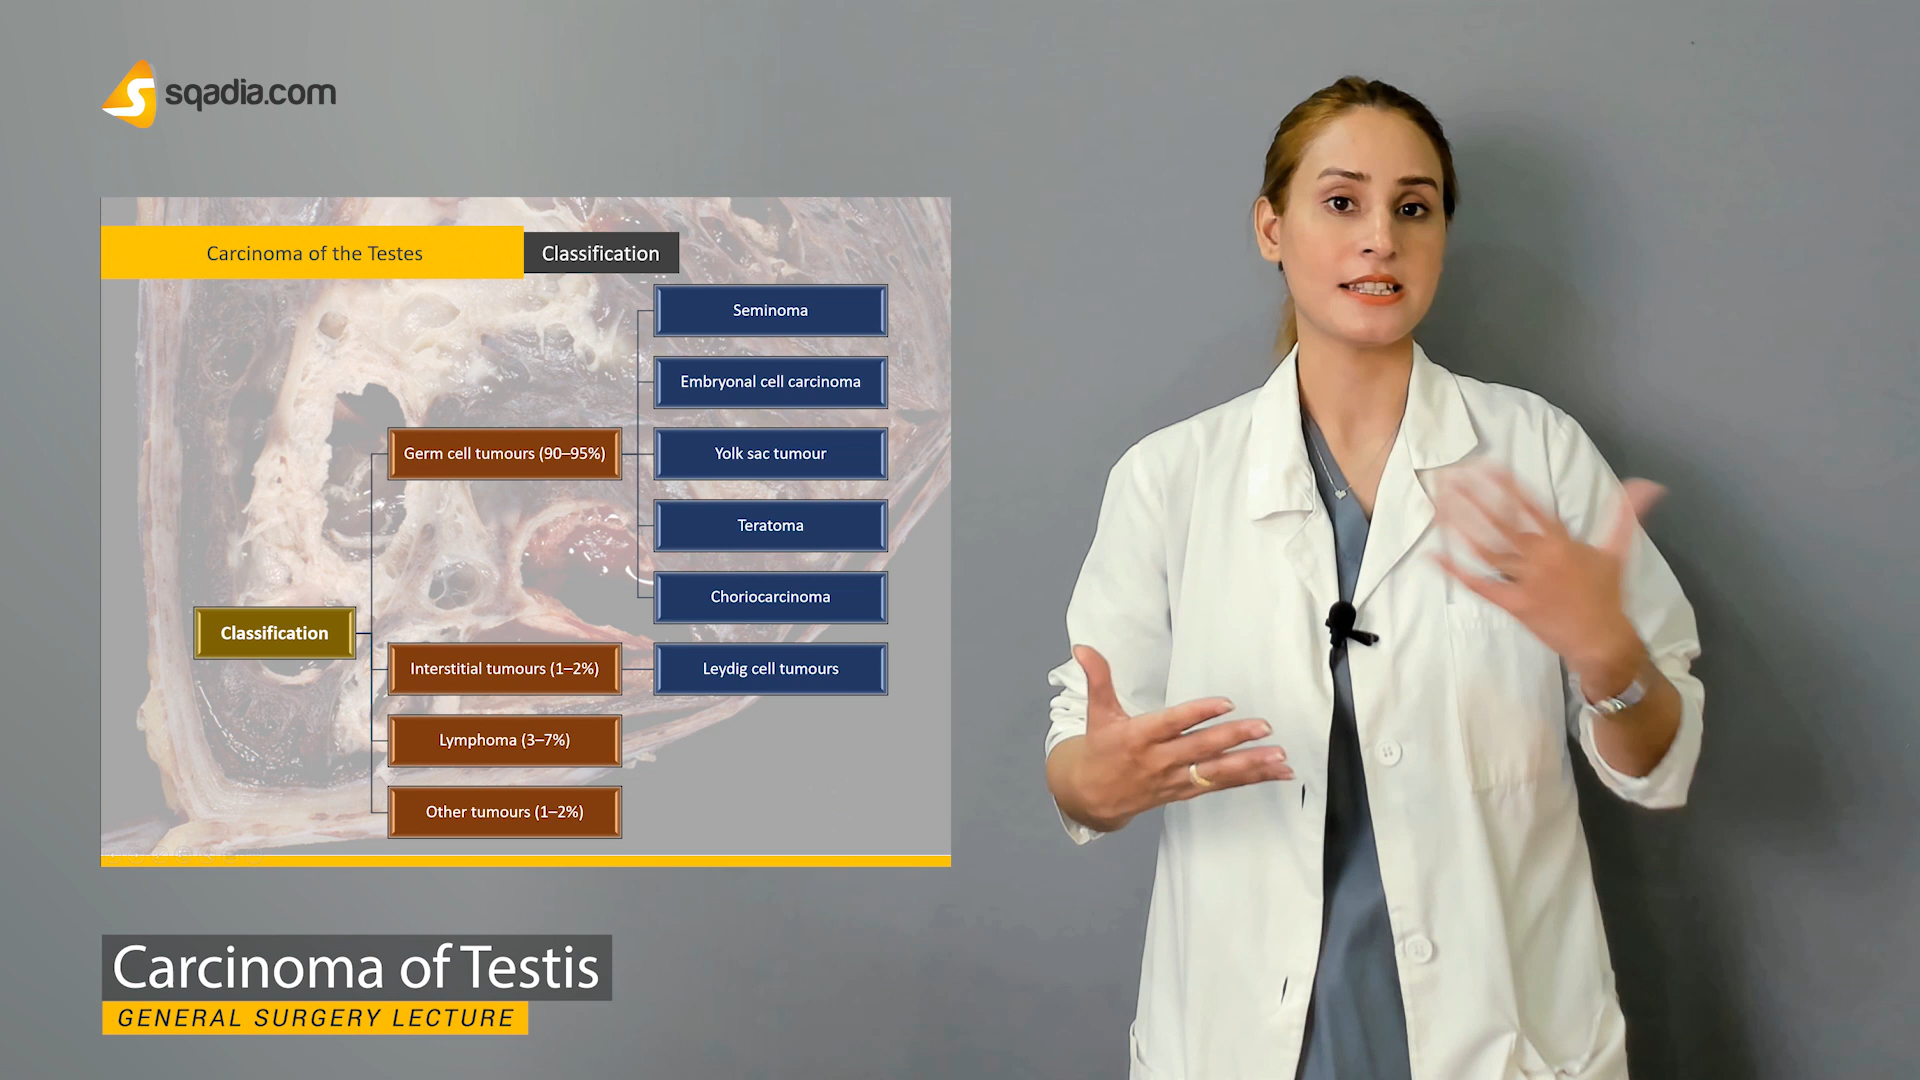 sqadia.com
Carcinoma of the Testes
Classification
Seminoma
Embryonal cell carcinoma
Germ cell tumours (90–95%)
Yolk sac tumour
Teratoma
Choriocarcinoma
Classification
Interstitial tumours (1–2%)
Leydig cell tumours
Lymphoma (3–7%)
Other tumours (1–2%)
Carcinoma of Testis
GENERAL SURGERY LECTURE